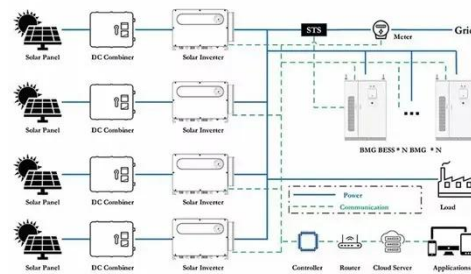 STS
Meter
Grid
Solar Panel
DC Combiner
Solar Inverter
Solar Panel
DC Combiner
Solar Inverter
BMG BESS * N BMG * N
Solar Panel
DC Combiner
Solar Inverter
Power
Communication
Load
Solar Panel
DC Combiner
Solar Inverter
Controller
Router
Cloud Server
Application